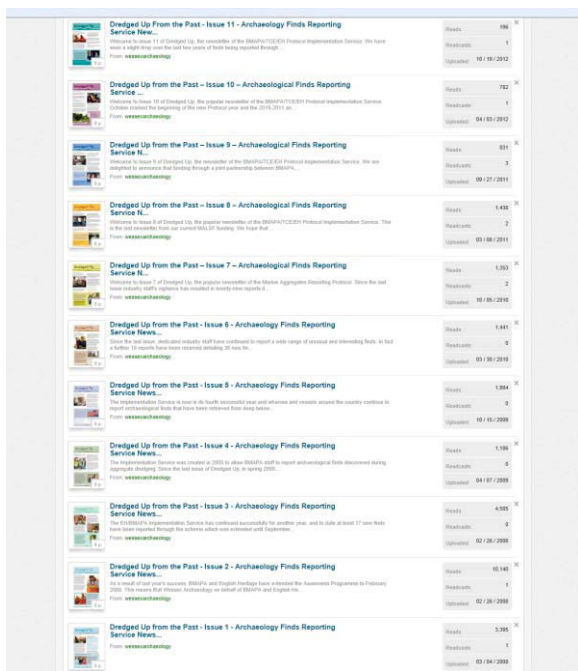 Dredged Up From the Past - Issue 11 - Archaeology Finds Reporting
Service New...
Welcome to issue 11 of Dredged Up, the newsletter of the BMAPA/TCE/EH Protocol Implementation Service. We have
seen a slight drop over the last two years of finds being reported through ...
From: wessexarchaeology
Reads 196
Readcasts 1
Uploaded 10 / 16 / 2012
Dredged Up from the Past – Issue 10 – Archaeological Finds Reporting
Service ...
Welcome to Issue 10 of Dredged Up, the popular newsletter of the BMAPA/TCE/EH Protocol Implementation Service.
October marked the beginning of the new Protocol year and the 2010-2011 an...
From: wessexarchaeology
Reads 782
Readcasts 1
Uploaded 04 / 03 / 2012
Dredged Up from the Past – Issue 9 – Archaeological Finds Reporting
Service N...
Welcome to Issue 9 of Dredged Up, the newsletter of the BMAPA/TCE/EH Protocol Implementation Service. We are
delighted to announce that funding through a joint partnership between BMAPA, ...
From: wessexarchaeology
Reads 831
Readcasts 3
Uploaded 09 / 27 / 2011
Dredged Up from the Past – Issue 8 – Archaeological Finds Reporting
Service N...
Welcome to Issue 8 of Dredged Up, the popular newsletter of the BMAPA/TCE/EH Protocol Implementation Service. This
is the last newsletter from our current MALSF funding. We hope that ...
From: wessexarchaeology
Reads 1,436
Readcasts 2
Uploaded 03 / 08 / 2011
Dredged Up from the Past – Issue 7 – Archaeological Finds Reporting
Service N...
Welcome to Issue 7 of Dredged Up, the popular newsletter of the Marine Aggregates Reporting Protocol. Since the last
issue industry staff's vigilance has resulted in twenty-nine reports d...
From: wessexarchaeology
Reads 1,353
Readcasts 2
Uploaded 10 / 05 / 2010
Dredged Up from the Past - Issue 6 - Archaeology Finds Reporting
Service News...
Since the last issue, dedicated industry staff have continued to report a wide range of unusual and interesting finds. In fact
a further 18 reports have been received detailing 30 new fin...
From: wessexarchaeology
Reads 1,441
Readcasts 0
Uploaded 03 / 30 / 2010
Dredged Up from the Past - Issue 5 - Archaeology Finds Reporting
Service News...
The Implementation Service is now in its fourth successful year and wharves and vessels around the country continue to
report archaeological finds that have been retrieved from deep below...
From: wessexarchaeology
Reads 1,984
Readcasts 0
Uploaded 10 / 15 / 2009
Dredged Up from the Past - Issue 4 - Archaeology Finds Reporting
Service News...
The Implementation Service was created in 2005 to allow BMAPA staff to report archaeological finds discovered during
aggregate dredging. Since the last issue of Dredged Up, in spring 2009...
From: wessexarchaeology
Reads 1,186
Readcasts 0
Uploaded 04 / 07 / 2009
Dredged Up from the Past - Issue 3 - Archaeology Finds Reporting
Service News...
The EH/BMAPA Implementation Service has continued successfully for another year, and to date at least 17 new finds
have been reported through the scheme which was extended until September...
From: wessexarchaeology
Reads 4,505
Readcasts 0
Uploaded 02 / 26 / 2008
Dredged Up from the Past - Issue 2 - Archaeology Finds Reporting
Service News...
As a result of last year's success, BMAPA and English Heritage have extended the Awareness Programme to February
2008. This means that Wessex Archaeology on behalf of BMAPA and English He...
From: wessexarchaeology
Reads 10,140
Readcasts 1
Uploaded 02 / 26 / 2008
Dredged Up from the Past - Issue 1 - Archaeology Finds Reporting
Service News...
From: wessexarchaeology
Reads 3,395
Readcasts 1
Uploaded 03 / 04 / 2008